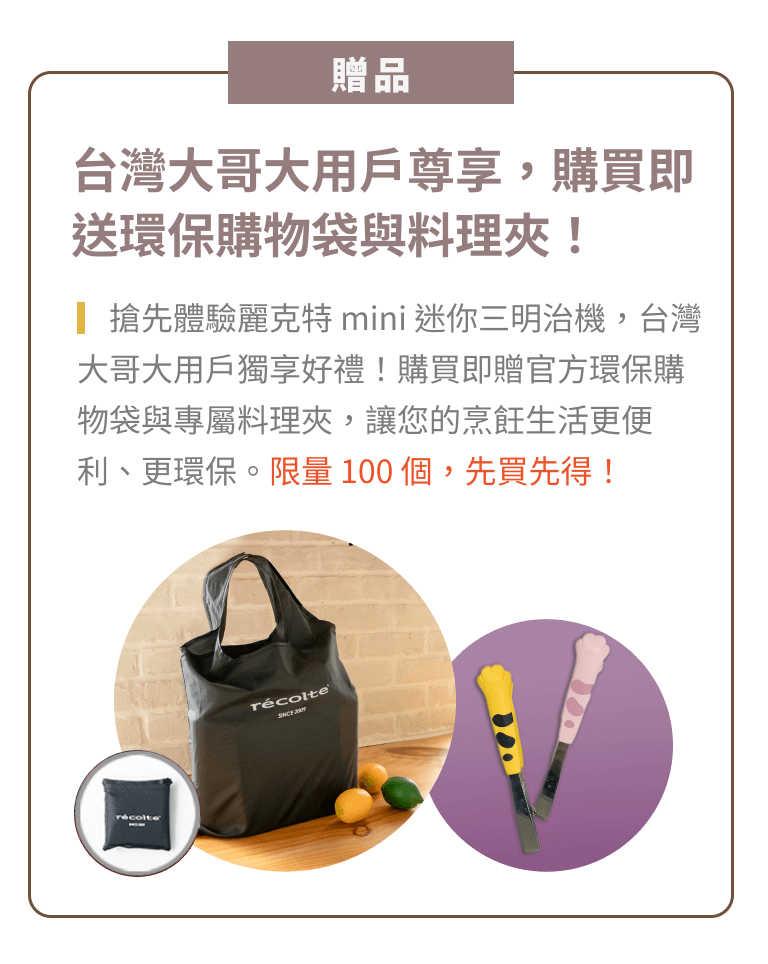 贈品
台灣大哥大用戶尊享，購買即
送環保購物袋與料理夾！
搶先體驗麗克特 mini 迷你三明治機，台灣
大哥大用戶獨享好禮！購買即贈官方環保購
物袋與專屬料理夾，讓您的烹飪生活更便
利、更環保。限量 100 個，先買先得！
récolte
SINCE 2009
récolte
SINCE 2009